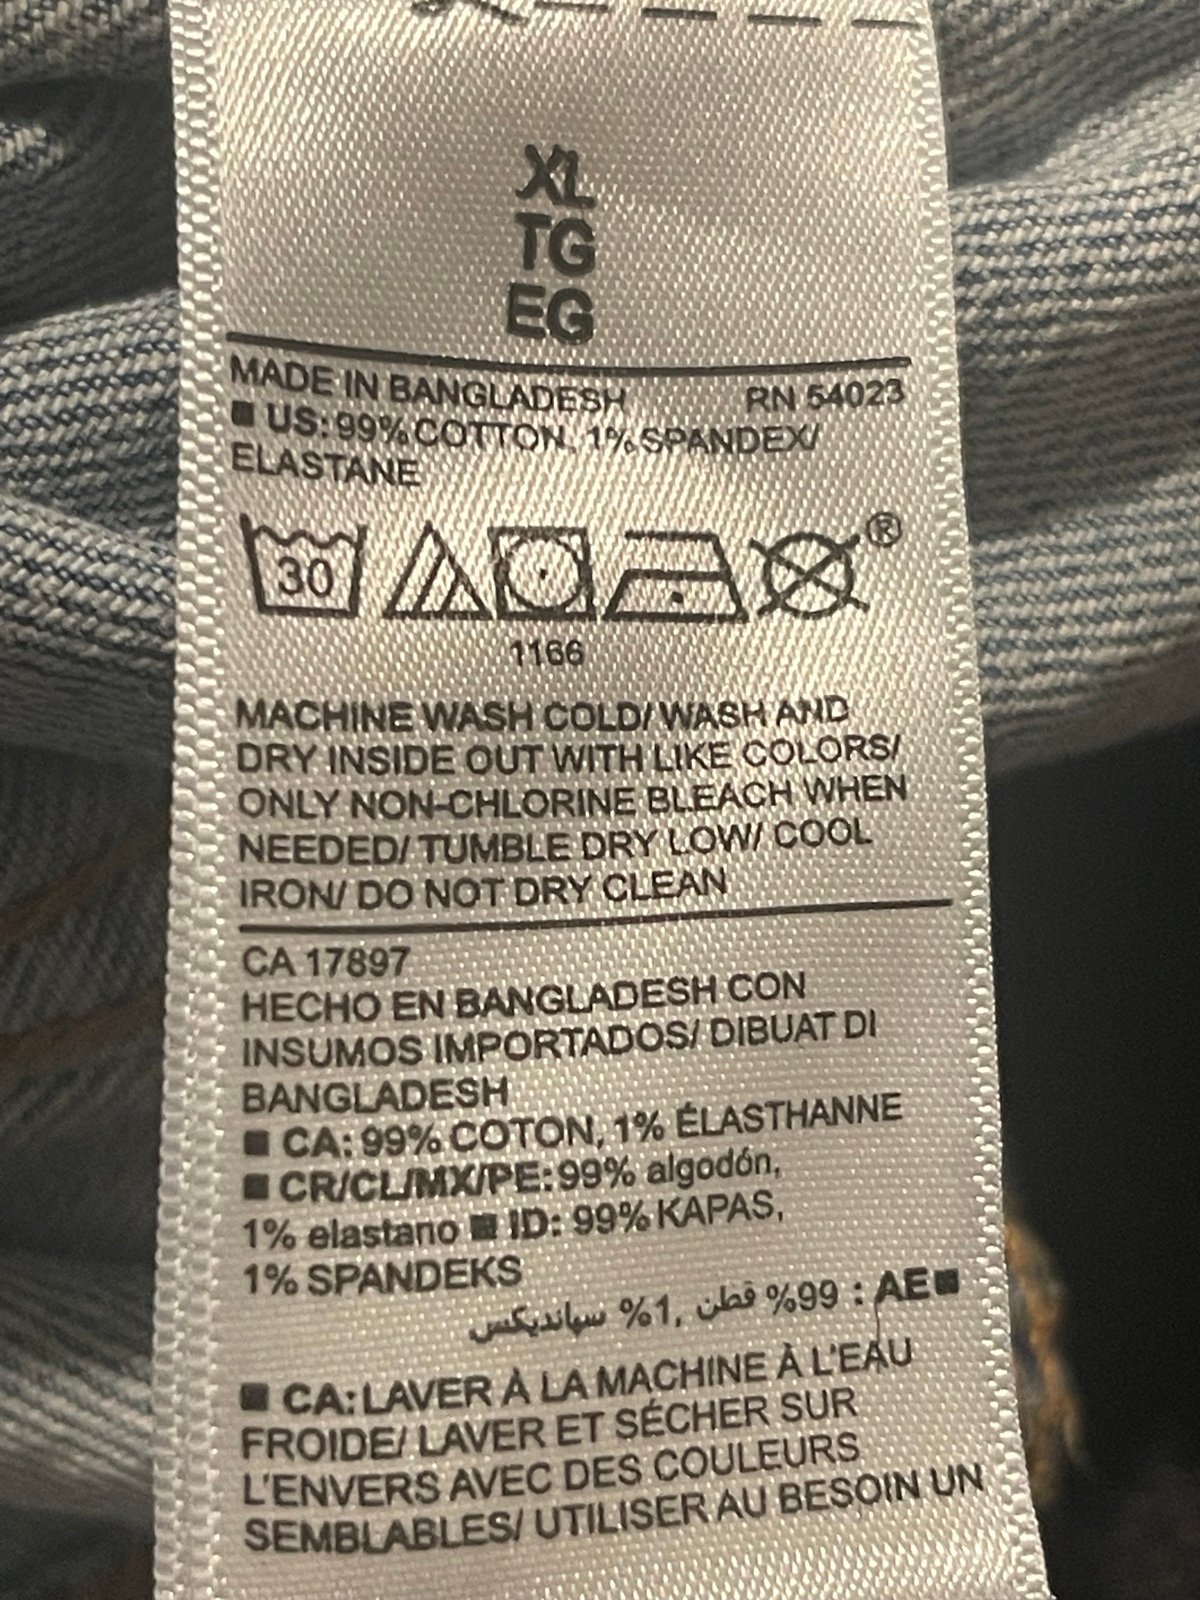 XL
TG
EG
MADE IN BANGLADESH RN 54023
■ US: 99% COTTON, 1% SPANDEX/
ELASTANE
30 ®
1166
MACHINE WASH COLD/ WASH AND
DRY INSIDE OUT WITH LIKE COLORS/
ONLY NON-CHLORINE BLEACH WHEN
NEEDED/ TUMBLE DRY LOW/ COOL
IRON/ DO NOT DRY CLEAN
CA 17897
HECHO EN BANGLADESH CON
INSUMOS IMPORTADOS/ DIBUAT DI
BANGLADESH
■ CA: 99% COTON, 1% ÉLASTHANNE
■ CR/CL/MX/PE: 99% algodón,
1% elastano ■ ID: 99% KAPAS,
1% SPANDEKS
■AE : 99% قطن ,1% سپانديكس
■ CA: LAVER À LA MACHINE À L'EAU
FROIDE/ LAVER ET SÉCHER SUR
L'ENVERS AVEC DES COULEURS
SEMBLABLES/ UTILISER AU BESOIN UN